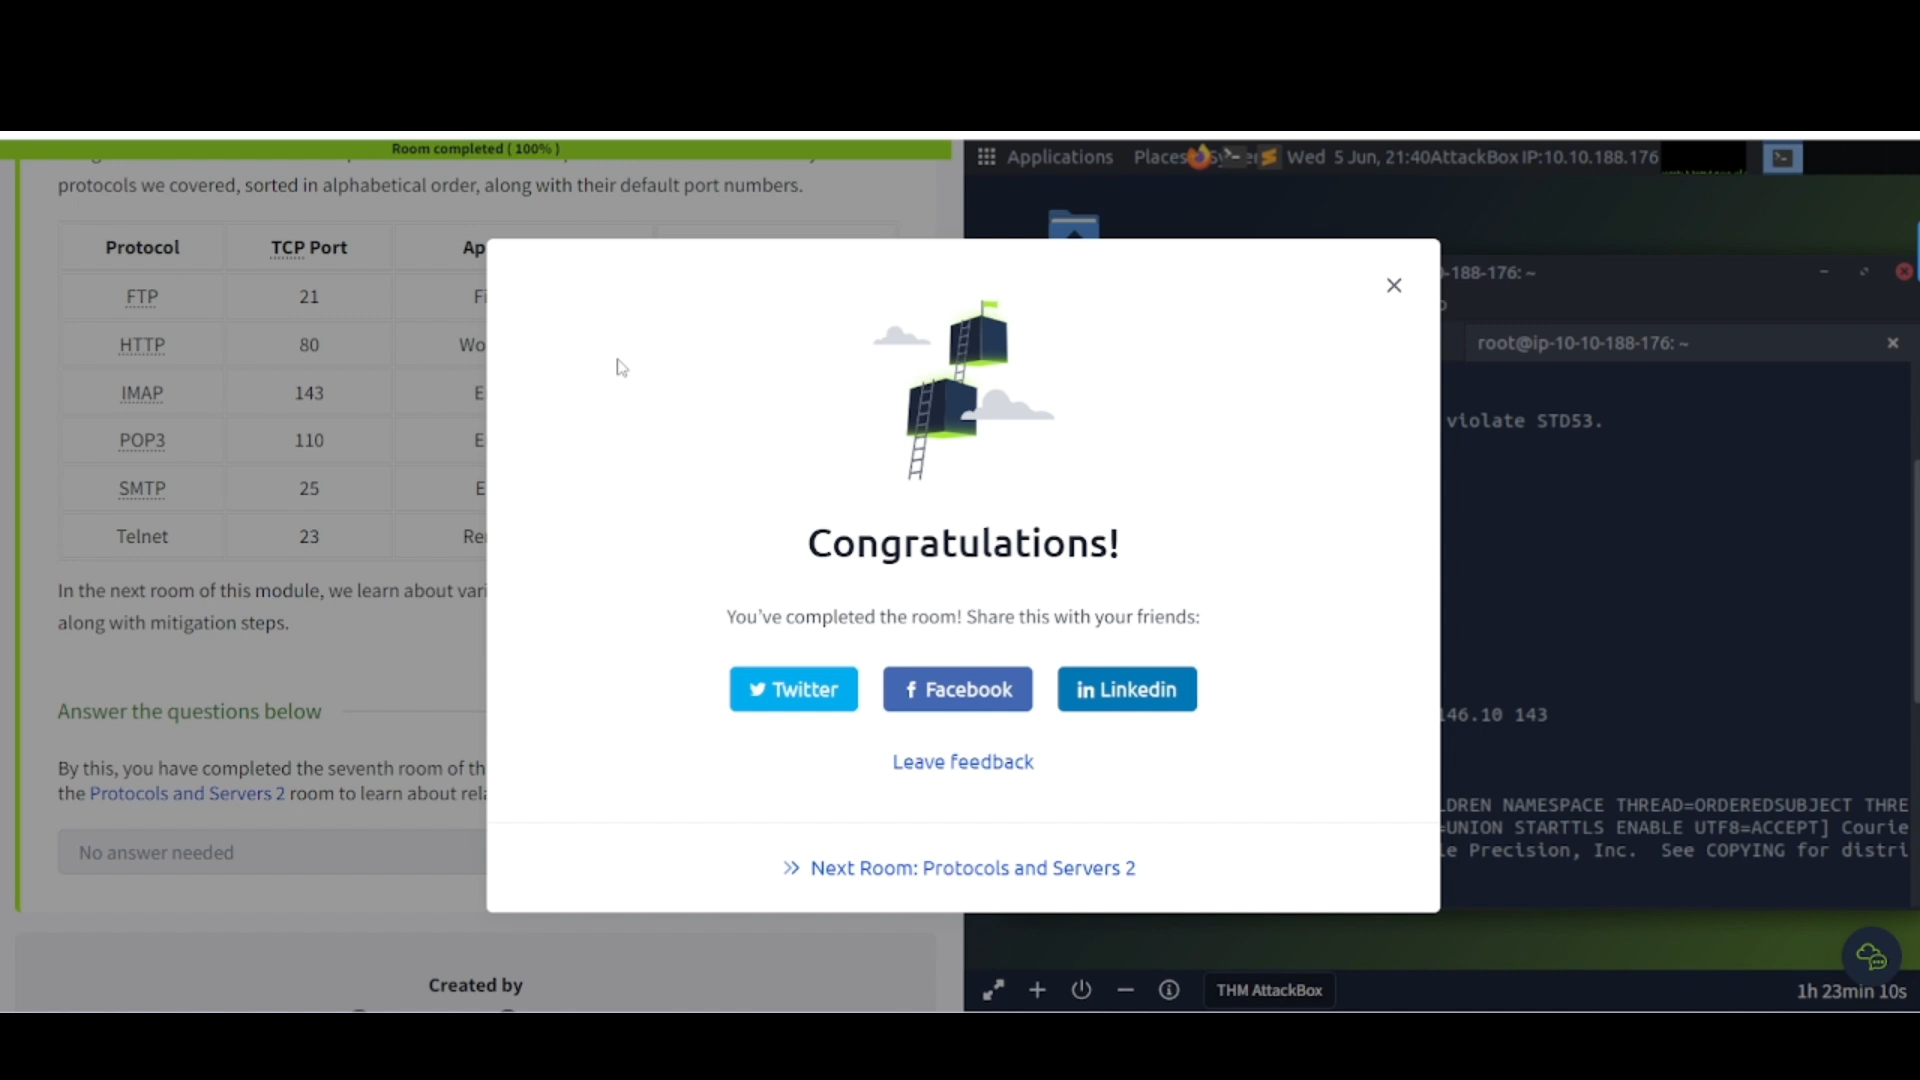 Room completed ( 100% )
protocols we covered, sorted in alphabetical order, along with their default port numbers.
Protocol TCP Port Ap
FTP 21 Fi
HTTP 80 Wo
IMAP 143 E
POP3 110 E
SMTP 25 E
Telnet 23 Re
In the next room of this module, we learn about vari
along with mitigation steps.
Answer the questions below
By this, you have completed the seventh room of th
the Protocols and Servers 2 room to learn about rel
No answer needed
Created by
Congratulations!
You've completed the room! Share this with your friends:
Twitter Facebook Linkedin
Leave feedback
Next Room: Protocols and Servers 2
Applications Places Wed 5 Jun, 21:40AttackBox IP:10.10.188.176
-188-176: ~
root@ip-10-10-188-176: ~
violate STD53.
146.10 143
LDREN NAMESPACE THREAD=ORDEREDSUBJECT THRE
=UNION STARTTLS ENABLE UTF8=ACCEPT] Courie
le Precision, Inc. See COPYING for distri
THM AttackBox
1h 23min 10s